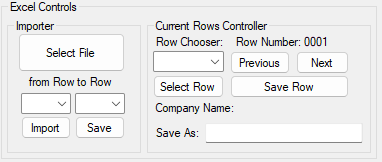 Excel Controls
Importer
Select File
from Row to Row
Import Save
Current Rows Controller
Row Chooser: Row Number: 0001
Previous Next
Select Row Save Row
Company Name:
Save As: